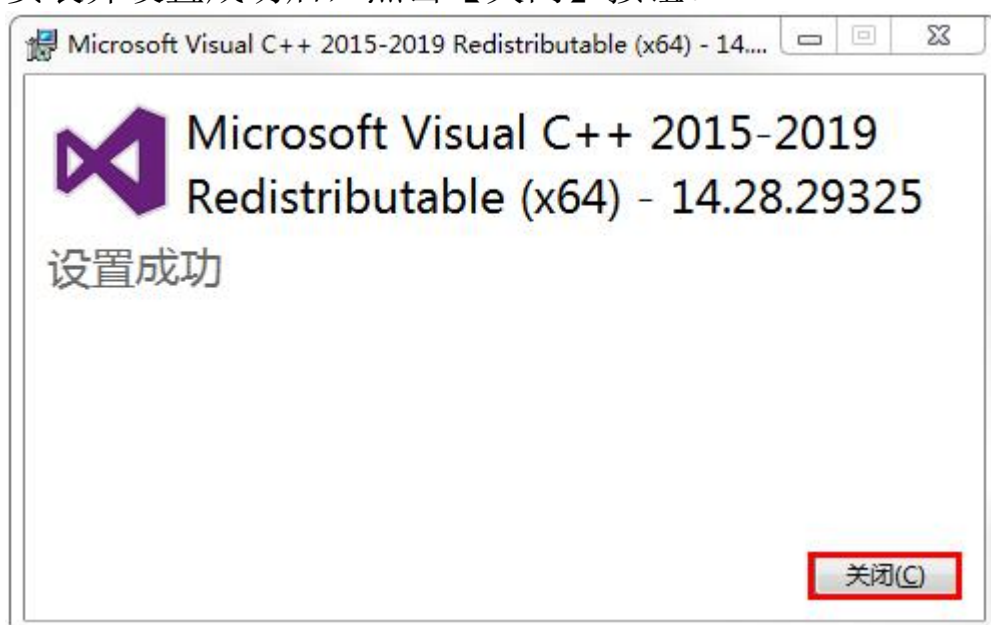 Microsoft Visual C++ 2015-2019 Redistributable (x64) - 14....
Microsoft Visual C++ 2015-2019
Redistributable (x64) - 14.28.29325
设置成功
关闭(C)